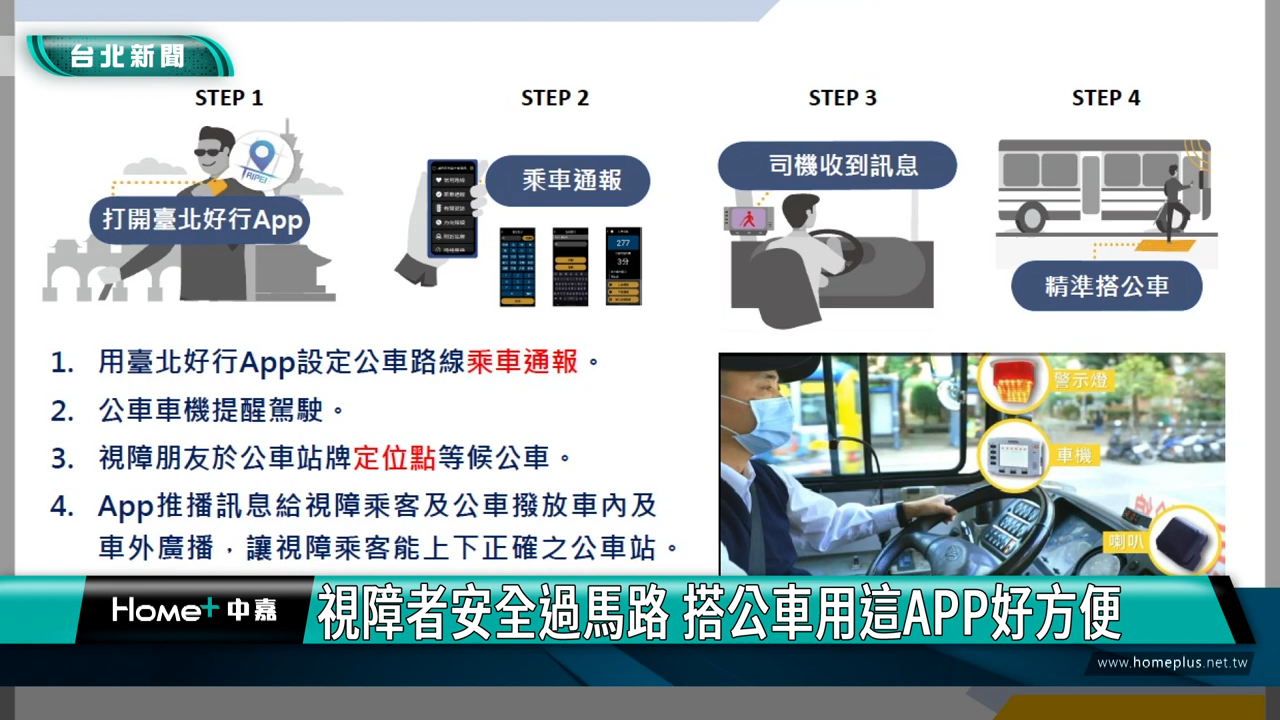 台北新聞
STEP 1
STEP 2
STEP 3
STEP 4
TAIPEI
打開臺北好行App
乘車通報
司機收到訊息
精準搭公車
277
3分
1. 用臺北好行App設定公車路線乘車通報。
2. 公車車機提醒駕駛。
3. 視障朋友於公車站牌定位點等候公車。
4. App推播訊息給視障乘客及公車撥放車內及
車外廣播，讓視障乘客能上下正確之公車站。
警示燈
車機
喇叭
Home+ 中嘉
視障者安全過馬路 搭公車用這APP好方便
www.homeplus.net.tw